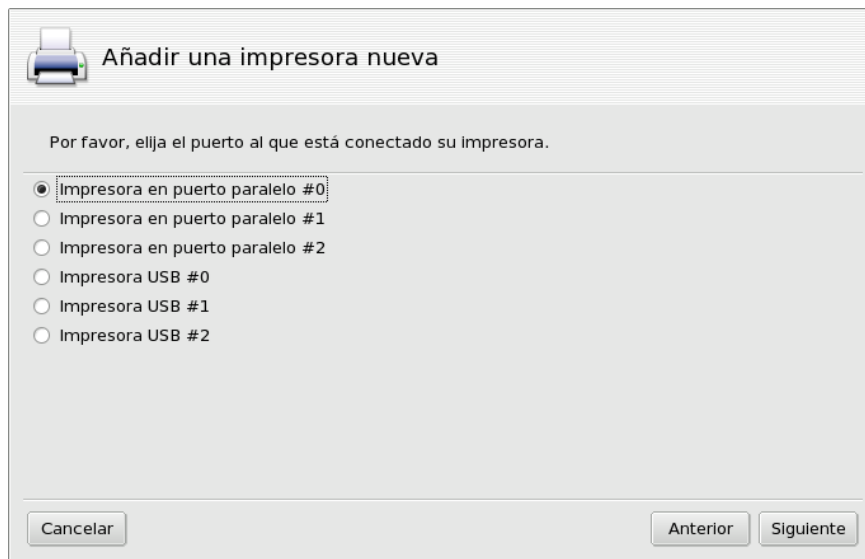 Añadir una impresora nueva
Por favor, elija el puerto al que está conectado su impresora.
Impresora en puerto paralelo #0
Impresora en puerto paralelo #1
Impresora en puerto paralelo #2
Impresora USB #0
Impresora USB #1
Impresora USB #2
Cancelar
Anterior
Siguiente